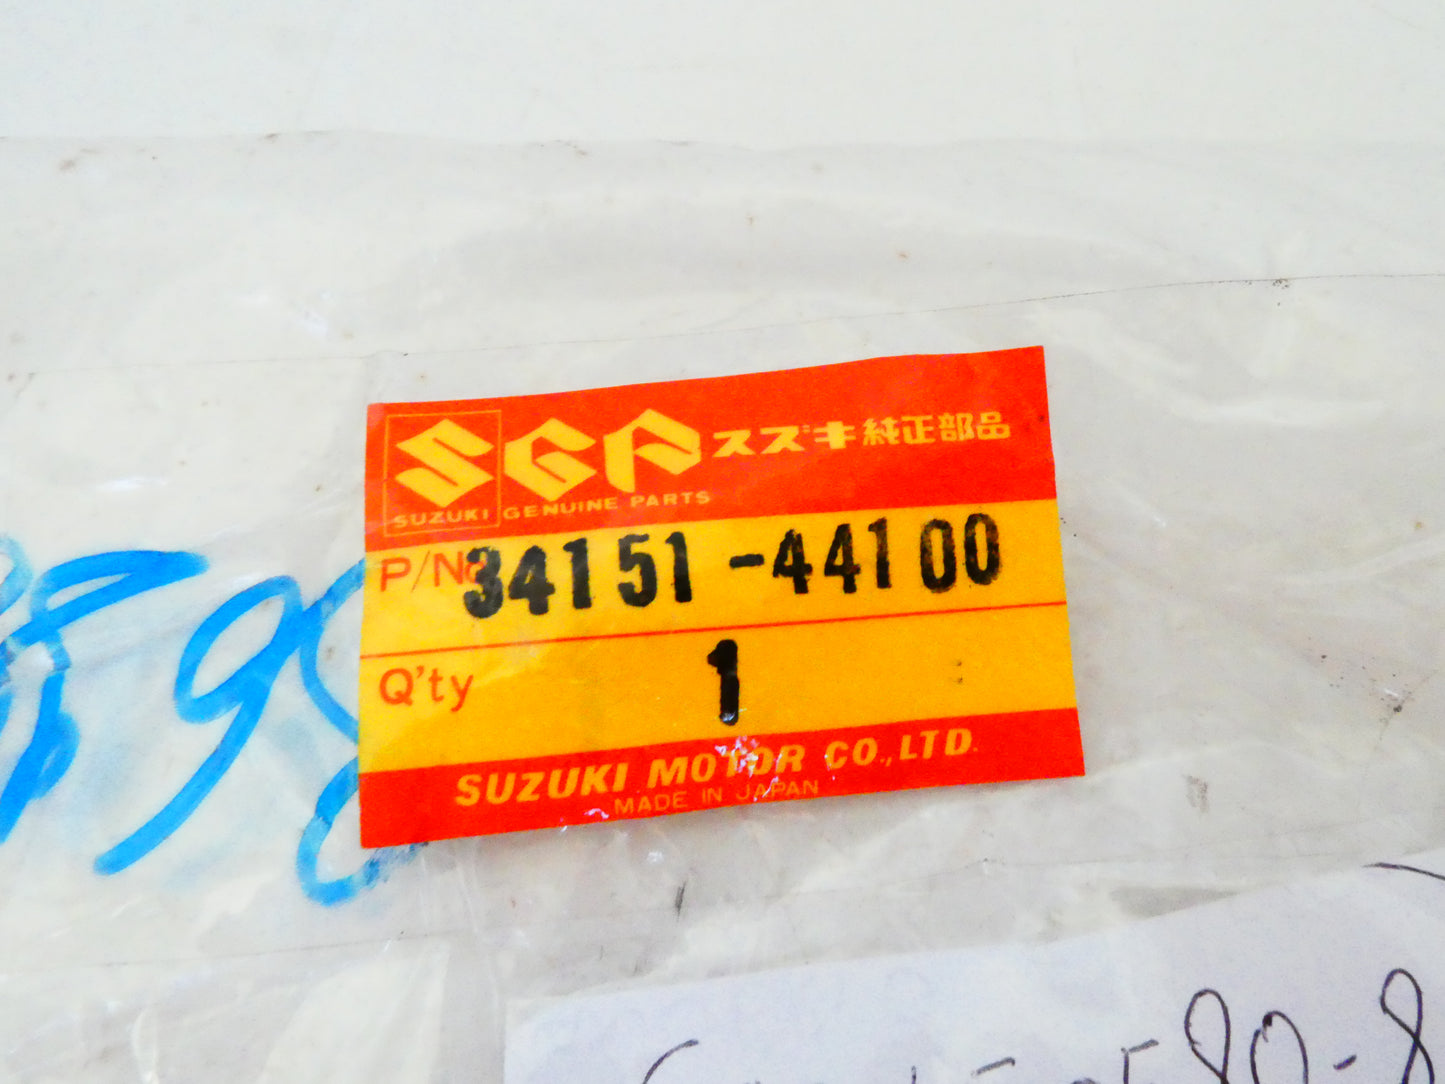 SGP スズキ純正部品
SUZUKI GENUINE PARTS
P/No 34151-44100
Q'ty 1
SUZUKI MOTOR CO., LTD.
MADE IN JAPAN